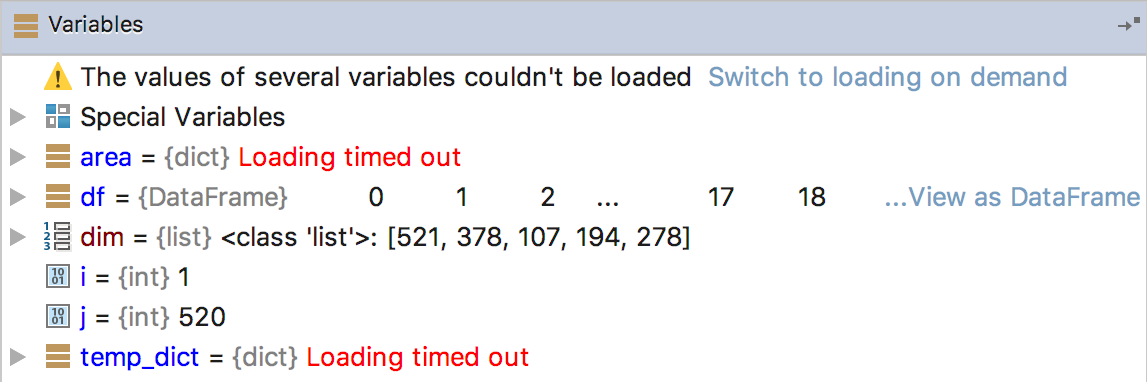 Variables
The values of several variables couldn't be loaded Switch to loading on demand
Special Variables
area = {dict} Loading timed out
df = {DataFrame} 0 1 2 ... 17 18 ...View as DataFrame
dim = {list} <class 'list'>: [521, 378, 107, 194, 278]
i = {int} 1
j = {int} 520
temp_dict = {dict} Loading timed out